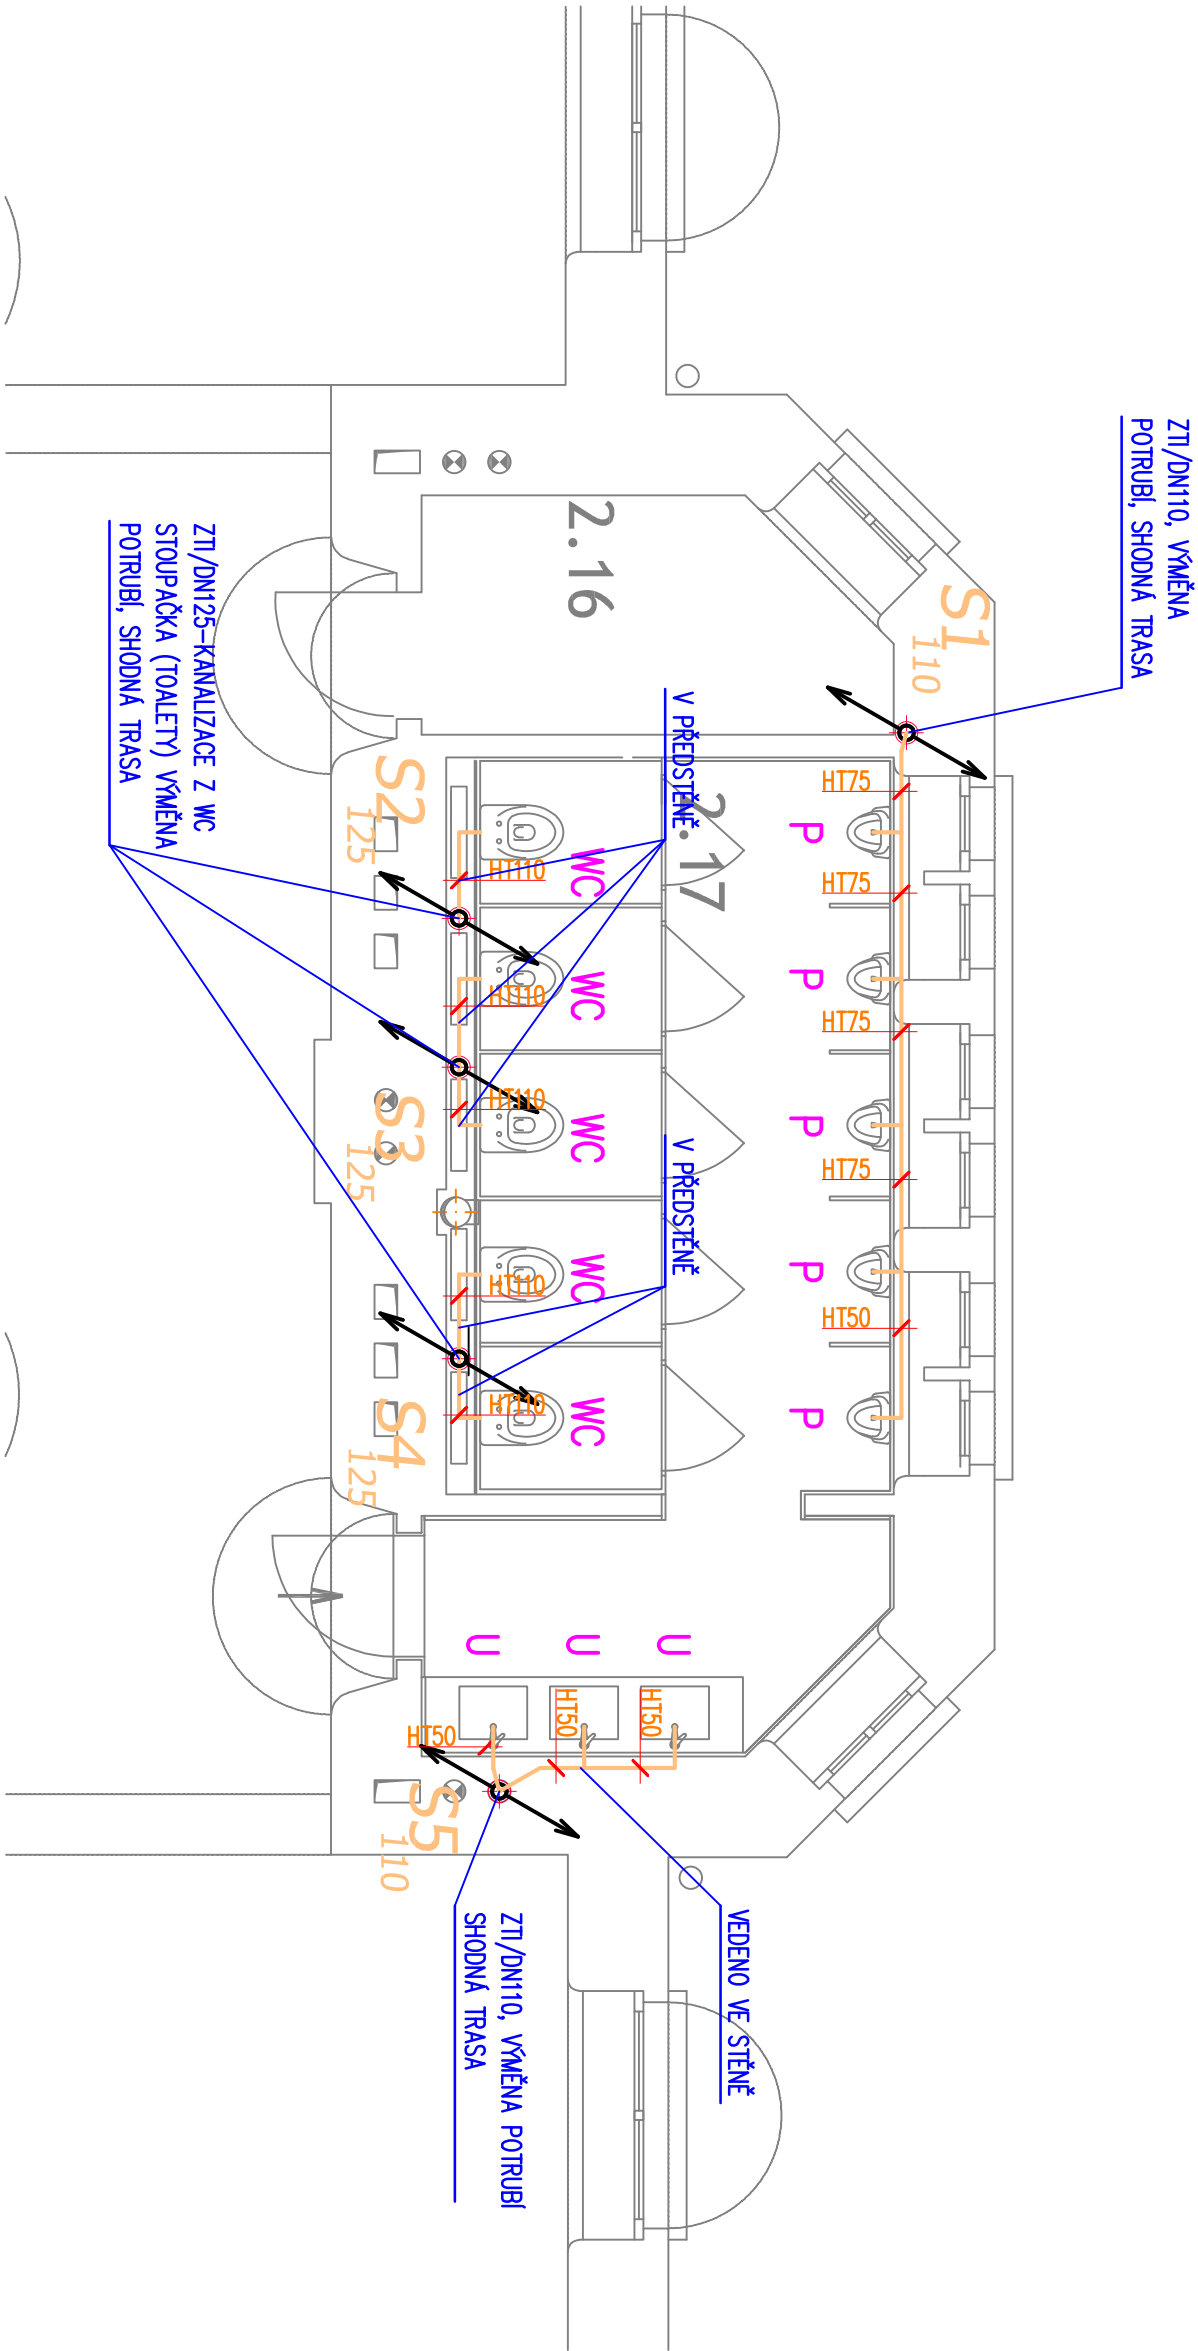 ZTI/DN110, VÝMĚNA
POTRUBÍ, SHODNÁ TRASA
S1
110
2.16
ZTI/DN125-KANALIZACE Z WC
STOUPAČKA (TOALETY) VÝMĚNA
POTRUBÍ, SHODNÁ TRASA
V PŘEDSTĚNĚ
2.17
HT75
HT75
HT75
HT75
HT50
P
P
P
P
P
WC
WC
WC
WC
WC
HT110
HT110
HT110
HT110
HT110
V PŘEDSTĚNĚ
S2
125
S3
125
S4
125
U
U
U
HT50
HT50
HT50
S5
110
VEDENO VE STĚNĚ
ZTI/DN110, VÝMĚNA POTRUBÍ
SHODNÁ TRASA